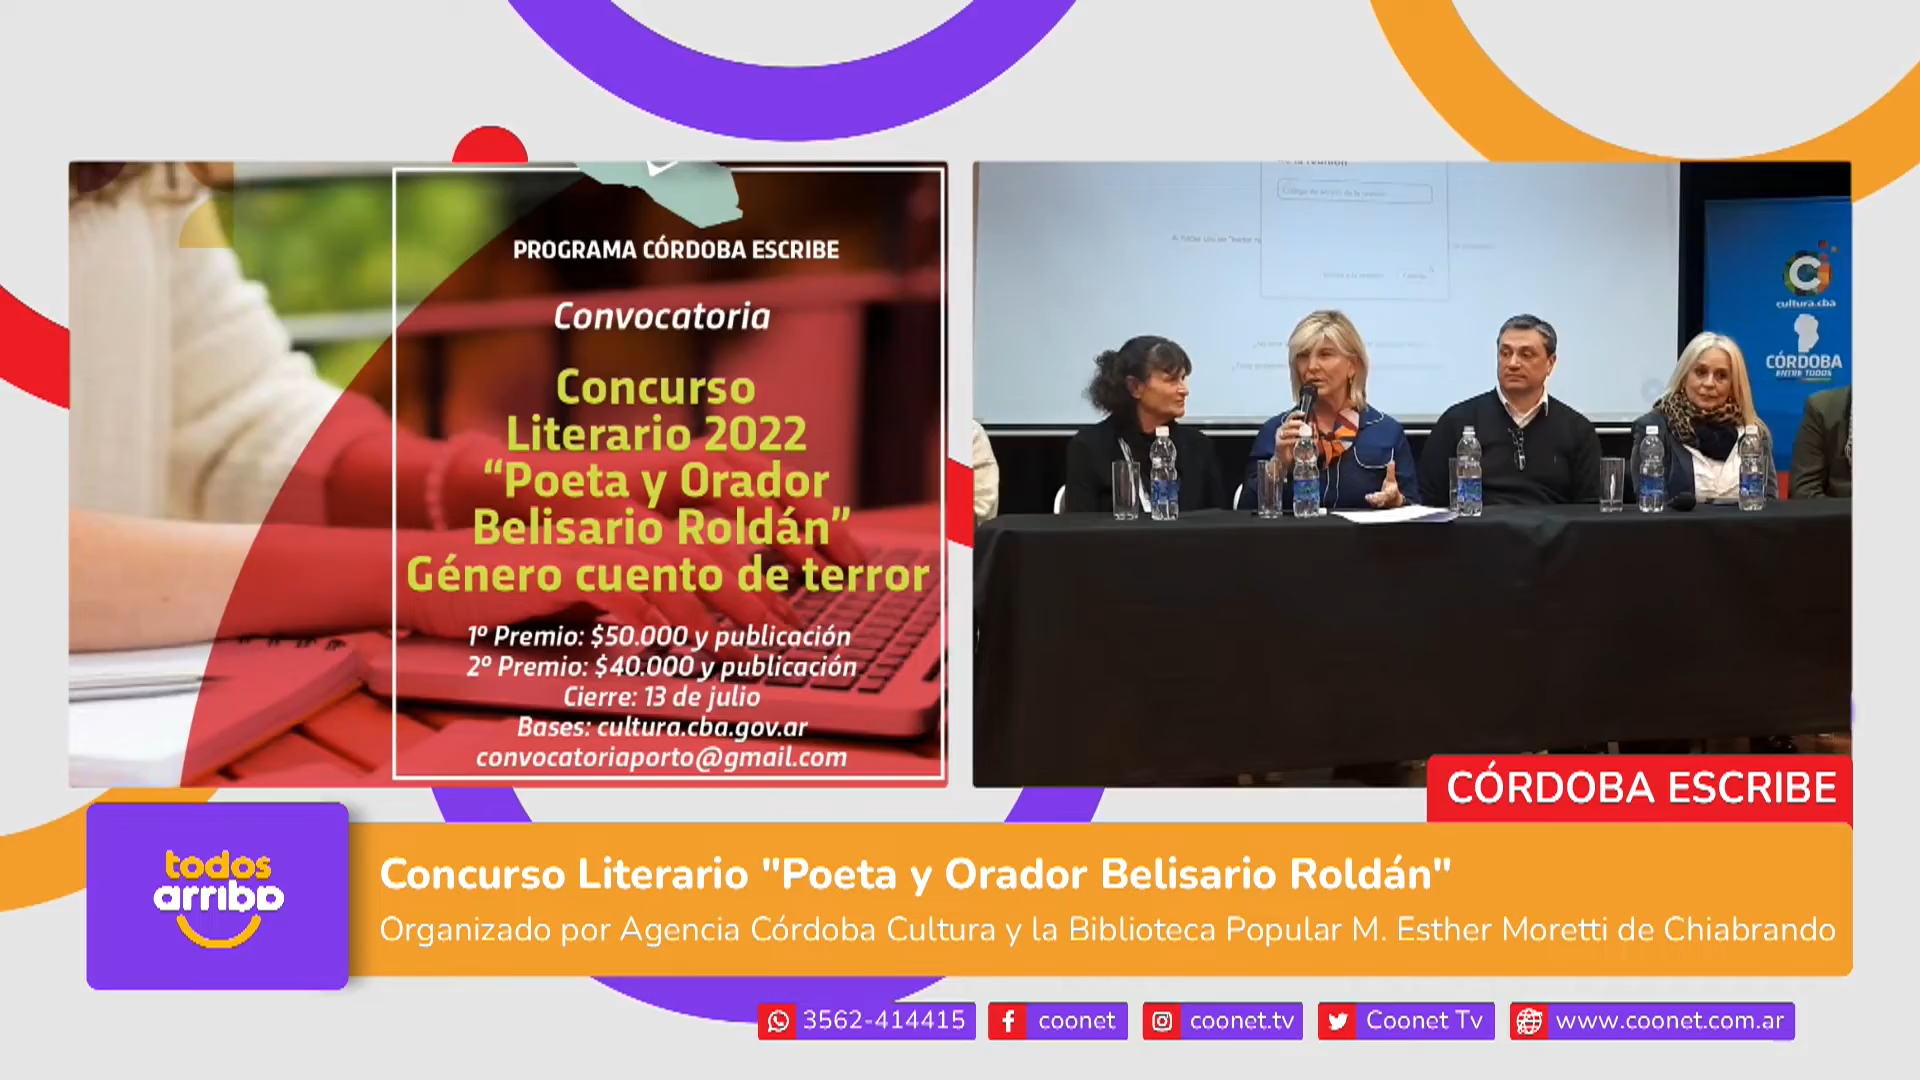 PROGRAMA CÓRDOBA ESCRIBE
Convocatoria
Concurso
Literario 2022
“Poeta y Orador
Belisario Roldán”
Género cuento de terror
1º Premio: $50.000 y publicación
2º Premio: $40.000 y publicación
Cierre: 13 de julio
Bases: cultura.cba.gov.ar
convocatoriaporto@gmail.com
cultura.cba
CÓRDOBA
ENTRE TODOS
CÓRDOBA ESCRIBE
todos
arriba
Concurso Literario "Poeta y Orador Belisario Roldán"
Organizado por Agencia Córdoba Cultura y la Biblioteca Popular M. Esther Moretti de Chiabrando
3562-414415
coonet
coonet.tv
Coonet Tv
www.coonet.com.ar